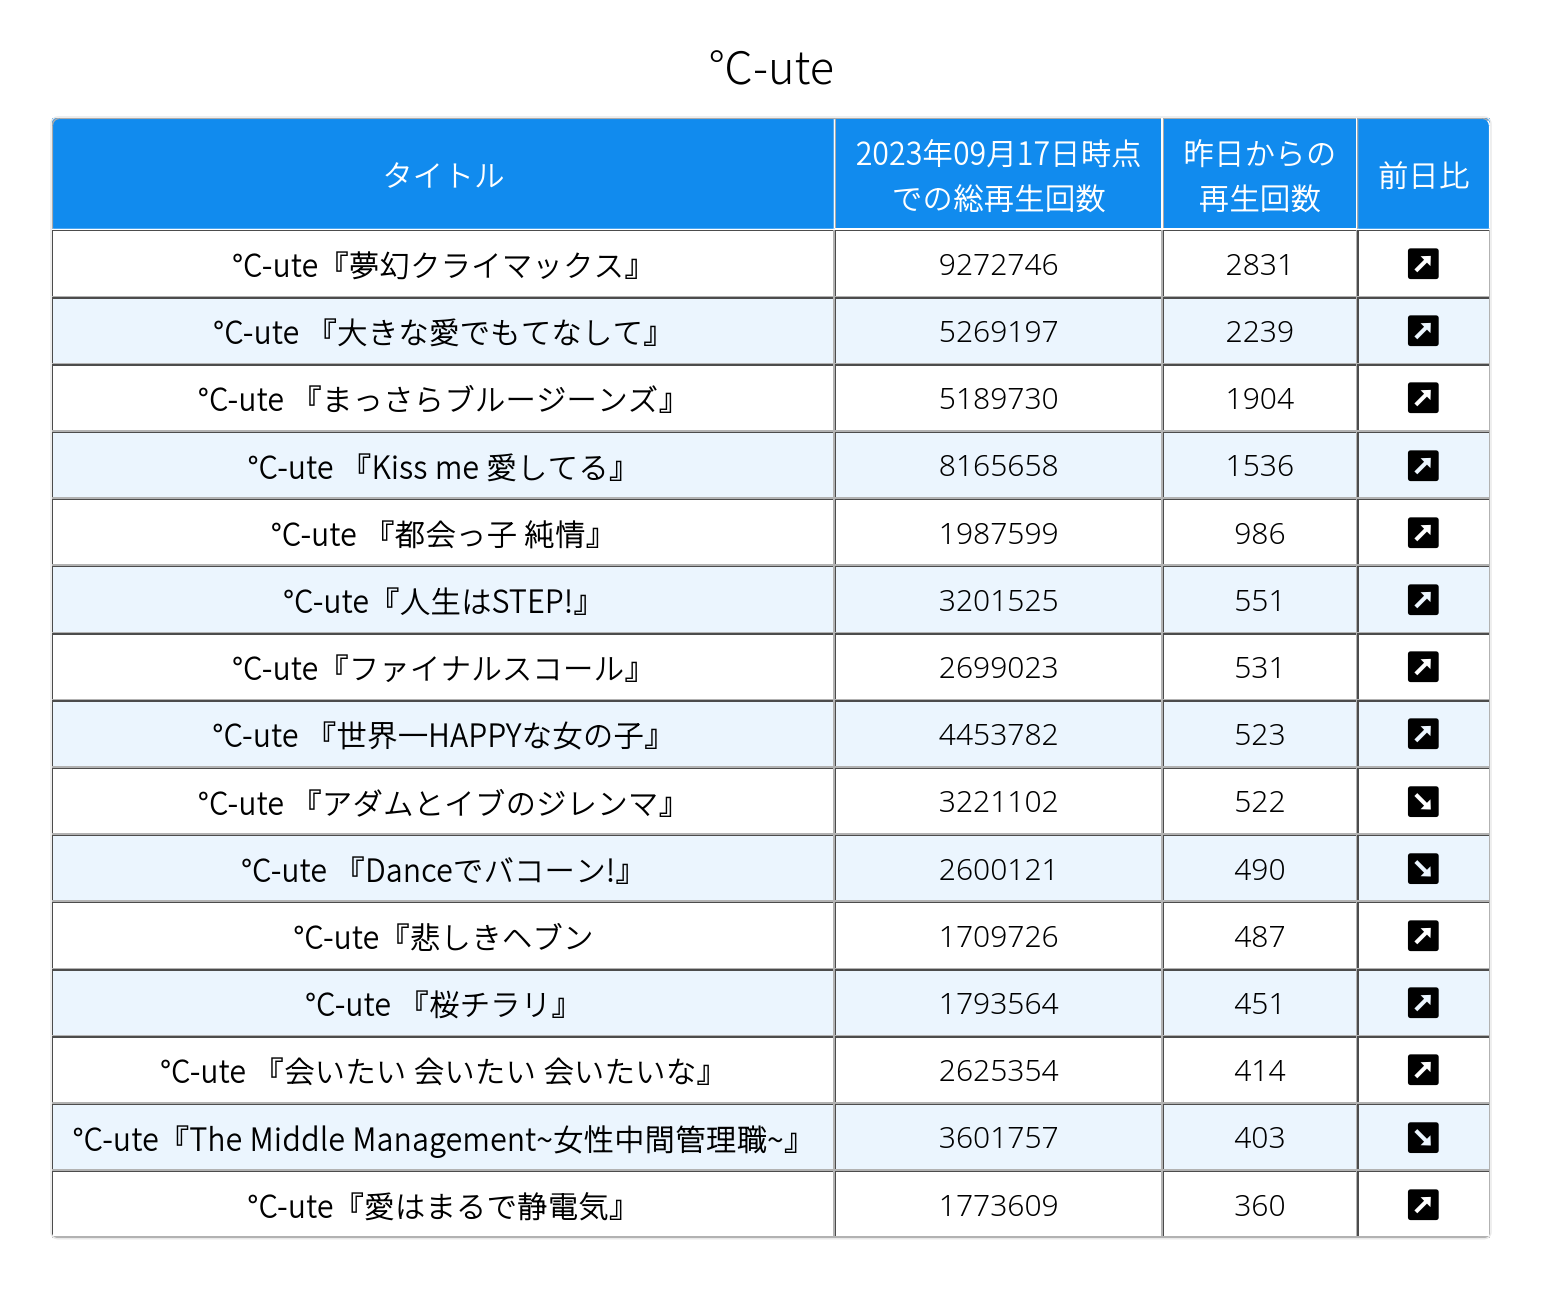 ℃-ute
タイトル
2023年09月17日時点
での総再生回数
昨日からの
再生回数
前日比
℃-ute『夢幻クライマックス』 9272746 2831
℃-ute 『大きな愛でもてなして』 5269197 2239
℃-ute 『まっさらブルージーンズ』 5189730 1904
℃-ute 『Kiss me 愛してる』 8165658 1536
℃-ute 『都会っ子 純情』 1987599 986
℃-ute『人生はSTEP!』 3201525 551
℃-ute『ファイナルスコール』 2699023 531
℃-ute 『世界一HAPPYな女の子』 4453782 523
℃-ute 『アダムとイブのジレンマ』 3221102 522
℃-ute 『Danceでバコーン!』 2600121 490
℃-ute『悲しきヘブン 1709726 487
℃-ute 『桜チラリ』 1793564 451
℃-ute 『会いたい 会いたい 会いたいな』 2625354 414
℃-ute『The Middle Management~女性中間管理職~』 3601757 403
℃-ute『愛はまるで静電気』 1773609 360